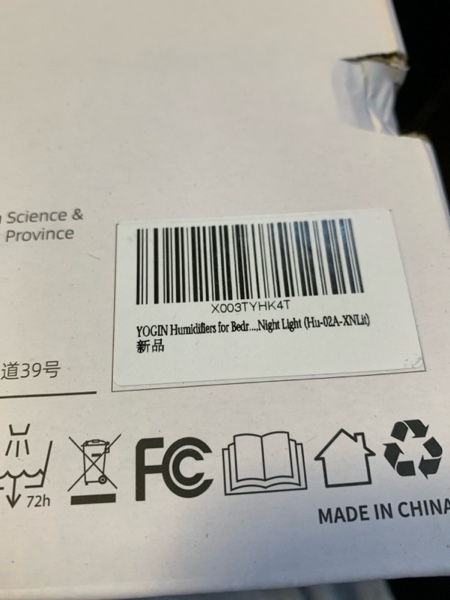 Science &
Province
X003TYHK4T
YOGIN Humidifiers for Bedr...,Night Light (Hu-02A-XNLit)
新品
道39号
FC
72h
MADE IN CHINA